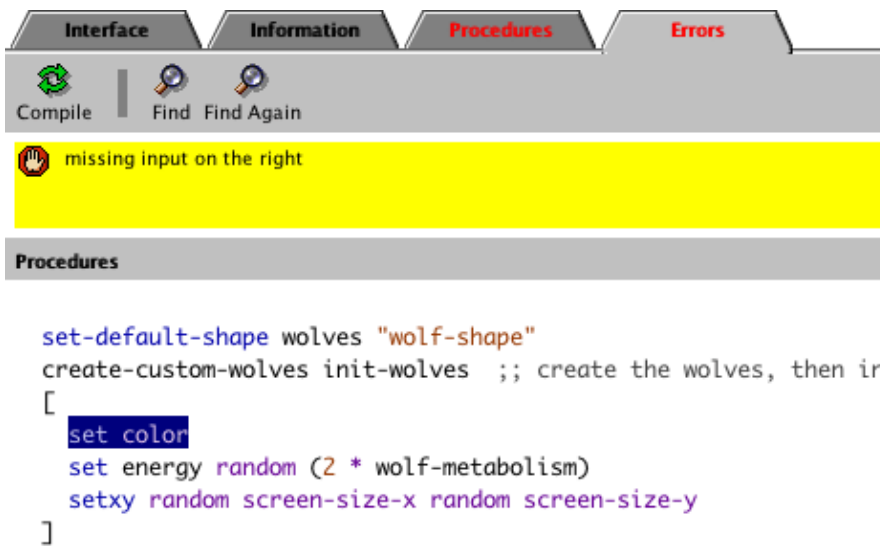 Interface Information Procedures Errors
Compile Find Find Again
missing input on the right
Procedures
set-default-shape wolves "wolf-shape"
create-custom-wolves init-wolves ;; create the wolves, then
[
set color
set energy random (2 * wolf-metabolism)
setxy random screen-size-x random screen-size-y
]